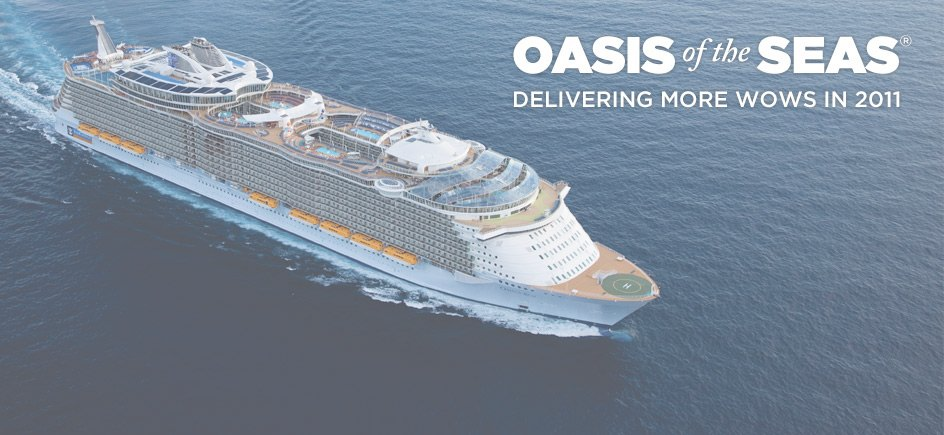 OASIS of the SEAS®
DELIVERING MORE WOWS IN 2011
H